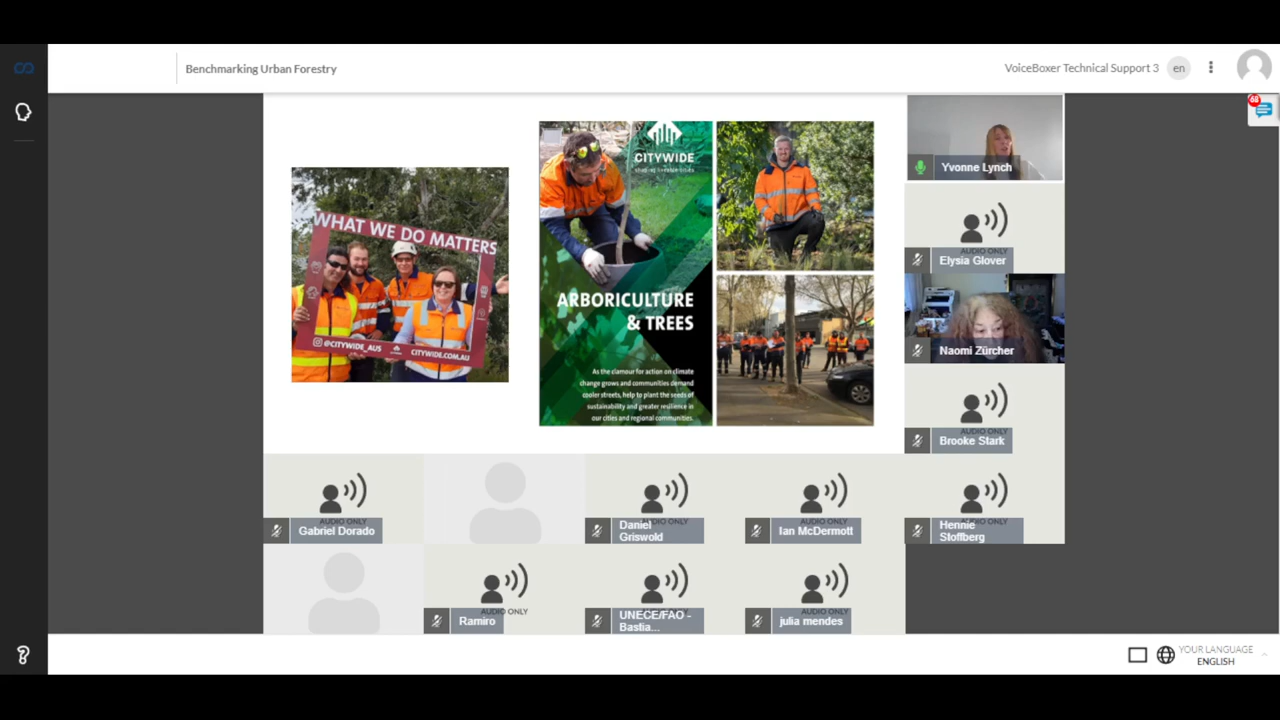 Benchmarking Urban Forestry
VoiceBoxer Technical Support 3
en
68
WHAT WE DO MATTERS
@CITYWIDE_AUS
CITYWIDE.COM.AU
CITYWIDE
ARBORICULTURE
& TREES
As the clamour for action on climate
change grows and communities demand
cooler streets, help to plant the seeds of
sustainability and greater resilience in
our cities and regional communities.
Yvonne Lynch
AUDIO ONLY
Elysia Glover
Naomi Zürcher
AUDIO ONLY
Brooke Stark
AUDIO ONLY
Gabriel Dorado
AUDIO ONLY
Daniel
Griswold
AUDIO ONLY
Ian McDermott
AUDIO ONLY
Hennie
Stoffberg
AUDIO ONLY
Ramiro
AUDIO ONLY
UNECE/FAO -
Bastia...
AUDIO ONLY
julia mendes
?
YOUR LANGUAGE
ENGLISH